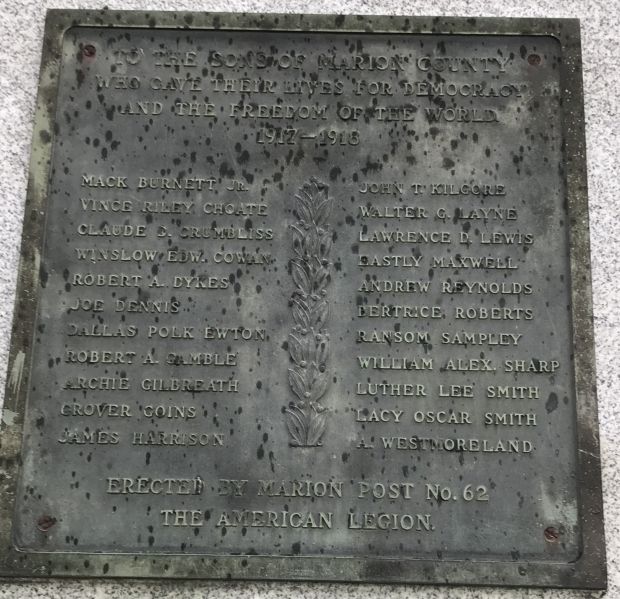 TO THE SONS OF MARION COUNTY
WHO GAVE THEIR LIVES FOR DEMOCRACY
AND THE FREEDOM OF THE WORLD
1917-1918
MACK BURNETT, JR.
VINCE RILEY CHOATE
CLAUDE D. CRUMBLISS
WINSLOW EDW. COWAN
ROBERT A. DYKES
JOE DENNIS
DALLAS POLK EWTON
ROBERT A. GAMBLE
ARCHIE GILBREATH
GROVER GOINS
JAMES HARRISON
JOHN T. KILGORE
WALTER G. LAYNE
LAWRENCE D. LEWIS
HASTLY MAXWELL
ANDREW REYNOLDS
BERTRICE ROBERTS
RANSOM SAMPLEY
WILLIAM ALEX. SHARP
LUTHER LEE SMITH
LACY OSCAR SMITH
A. WESTMORELAND
ERECTED BY MARION POST No. 62
THE AMERICAN LEGION.